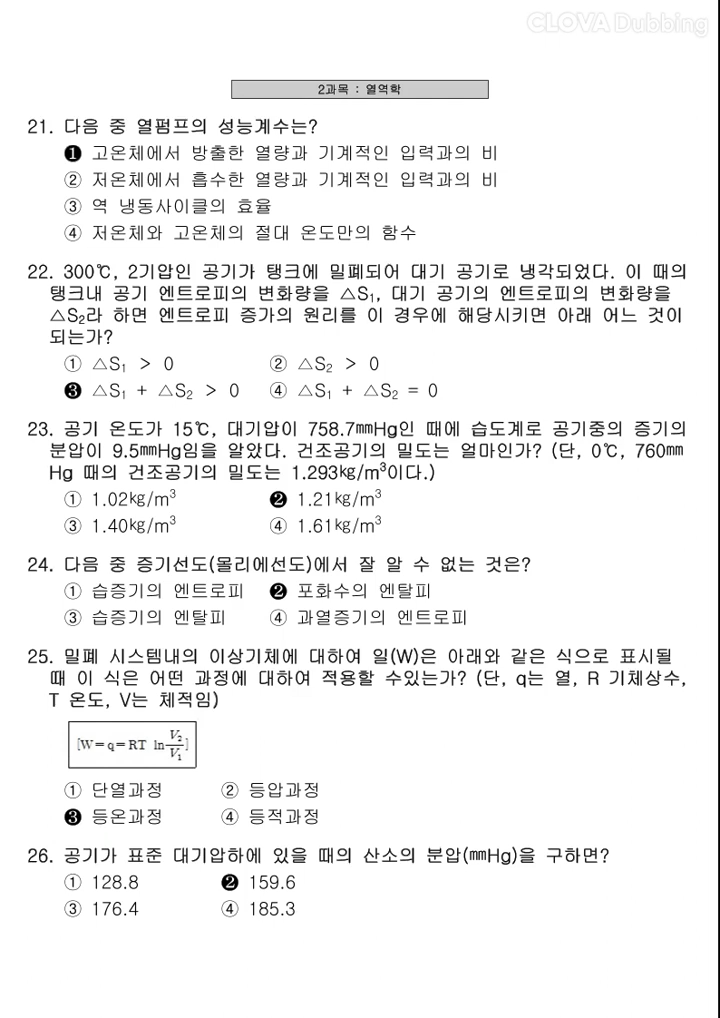 CLOVA Dubbing
2과목 : 열역학
21. 다음 중 열펌프의 성능계수는?
❶ 고온체에서 방출한 열량과 기계적인 입력과의 비
② 저온체에서 흡수한 열량과 기계적인 입력과의 비
③ 역 냉동사이클의 효율
④ 저온체와 고온체의 절대 온도만의 함수
22. 300℃, 2기압인 공기가 탱크에 밀폐되어 대기 공기로 냉각되었다. 이 때의
탱크내 공기 엔트로피의 변화량을 △S₁, 대기 공기의 엔트로피의 변화량을
△S₂라 하면 엔트로피 증가의 원리를 이 경우에 해당시키면 아래 어느 것이
되는가?
① △S₁ > 0 ② △S₂ > 0
❸ △S₁ + △S₂ > 0 ④ △S₁ + △S₂ = 0
23. 공기 온도가 15℃, 대기압이 758.7㎜Hg인 때에 습도계로 공기중의 증기의
분압이 9.5㎜Hg임을 알았다. 건조공기의 밀도는 얼마인가? (단, 0℃, 760㎜
Hg 때의 건조공기의 밀도는 1.293㎏/m³이다.)
① 1.02㎏/m³ ❷ 1.21㎏/m³
③ 1.40㎏/m³ ④ 1.61㎏/m³
24. 다음 중 증기선도(몰리에선도)에서 잘 알 수 없는 것은?
① 습증기의 엔트로피 ❷ 포화수의 엔탈피
③ 습증기의 엔탈피 ④ 과열증기의 엔트로피
25. 밀폐 시스템내의 이상기체에 대하여 일(W)은 아래와 같은 식으로 표시될
때 이 식은 어떤 과정에 대하여 적용할 수있는가? (단, q는 열, R 기체상수,
T 온도, V는 체적임)
[W=q=RT ln V₂/V₁]
① 단열과정 ② 등압과정
❸ 등온과정 ④ 등적과정
26. 공기가 표준 대기압하에 있을 때의 산소의 분압(㎜Hg)을 구하면?
① 128.8 ❷ 159.6
③ 176.4 ④ 185.3